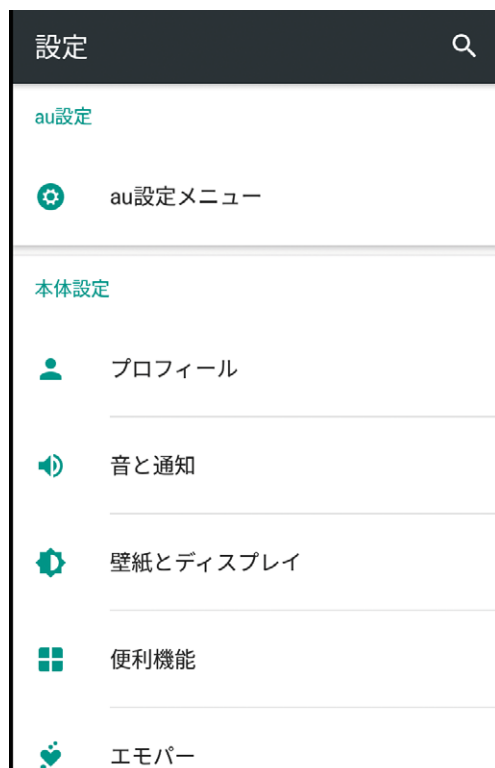 設定
au設定
au設定メニュー
本体設定
プロフィール
音と通知
壁紙とディスプレイ
便利機能
エモパー